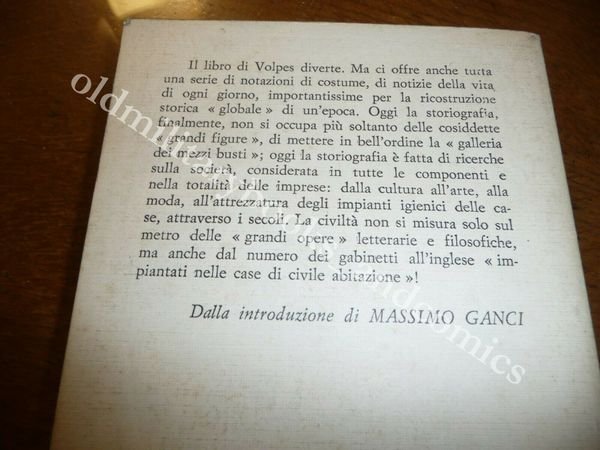 Il libro di Volpes diverte. Ma ci offre anche tutta
una serie di notazioni di costume, di notizie della vita
di ogni giorno, importantissime per la ricostruzione
storica « globale » di un'epoca. Oggi la storiografia,
finalmente, non si occupa più soltanto delle cosiddette
« grandi figure », di mettere in bell'ordine la « galleria
dei mezzi busti »; oggi la storiografia è fatta di ricerche
sulla società, considerata in tutte le componenti e
nella totalità delle imprese: dalla cultura all'arte, alla
moda, all'attrezzatura degli impianti igienici delle ca-
se, attraverso i secoli. La civiltà non si misura solo sul
metro delle « grandi opere » letterarie e filosofiche,
ma anche dal numero dei gabinetti all'inglese « im-
piantati nelle case di civile abitazione »!
Dalla introduzione di MASSIMO GANCI